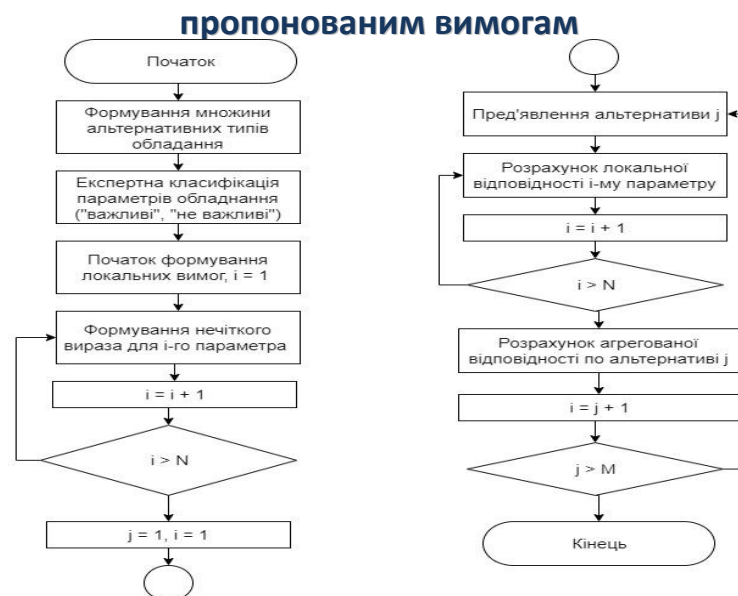 пропонованим вимогам
Початок
Формування множини
альтернативних типів
обладання
Експертна класифікація
параметрів обладнання
("важливі", "не важливі")
Початок формування
локальних вимог, i = 1
Формування нечіткого
вираза для i-го параметра
i = i + 1
i > N
j = 1, i = 1
Пред'явлення альтернативи j
Розрахунок локальної
відповідності i-му параметру
i = i + 1
i > N
Розрахунок агрегованої
відповідності по альтернативі j
i = j + 1
j > M
Кінець